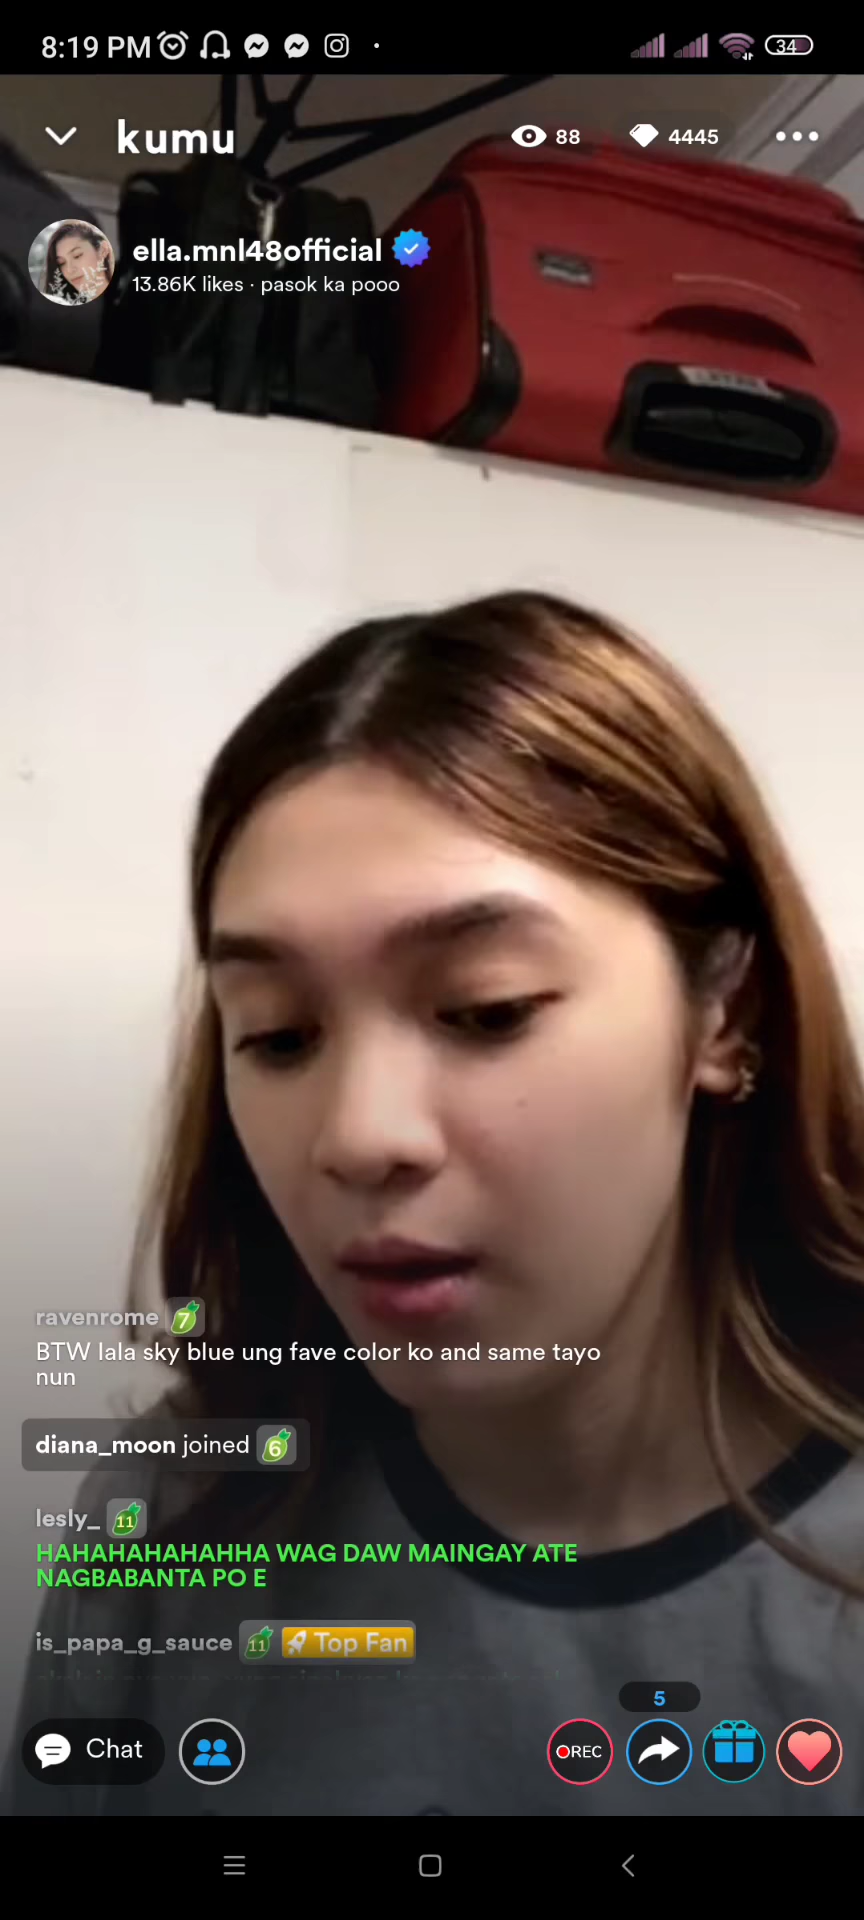 8:19 PM
34
kumu
88
4445
ella.mnl48official
13.86K likes · pasok ka pooo
ravenrome 7
BTW lala sky blue ung fave color ko and same tayo
nun
diana_moon joined 6
lesly_ 11
HAHAHAHAHAHHA WAG DAW MAINGAY ATE
NAGBABANTA PO E
is_papa_g_sauce 11 Top Fan
5
Chat
REC